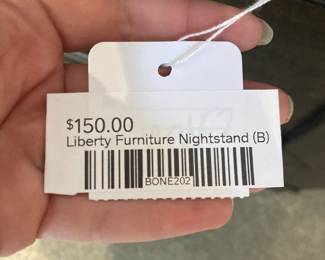 $150.00
Liberty Furniture Nightstand (B)
BONE202